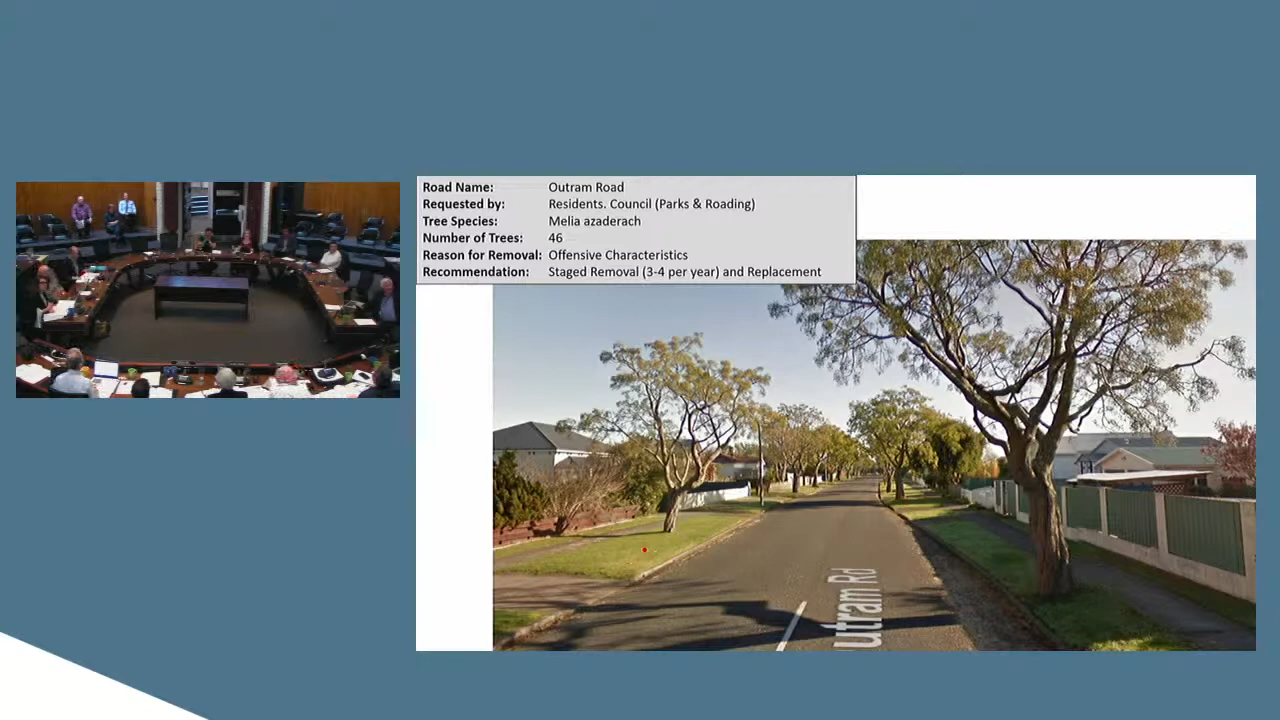 Road Name: Outram Road
Requested by: Residents. Council (Parks & Roading)
Tree Species: Melia azaderach
Number of Trees: 46
Reason for Removal: Offensive Characteristics
Recommendation: Staged Removal (3-4 per year) and Replacement
utram Rd